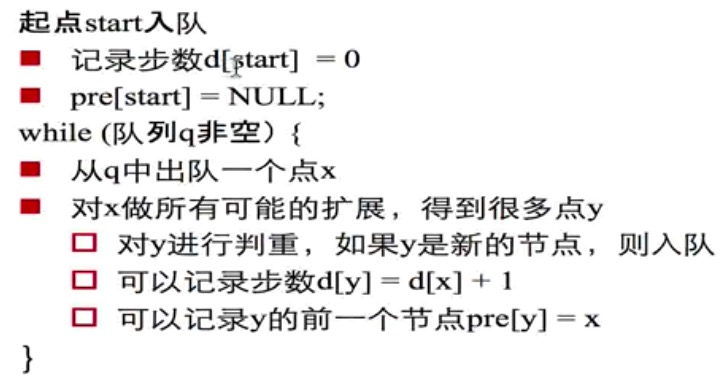 起点start入队
记录步数d[start] = 0
pre[start] = NULL;
while (队列q非空）{
从q中出队一个点x
对x做所有可能的扩展，得到很多点y
对y进行判重，如果y是新的节点，则入队
可以记录步数d[y] = d[x] + 1
可以记录y的前一个节点pre[y] = x
}